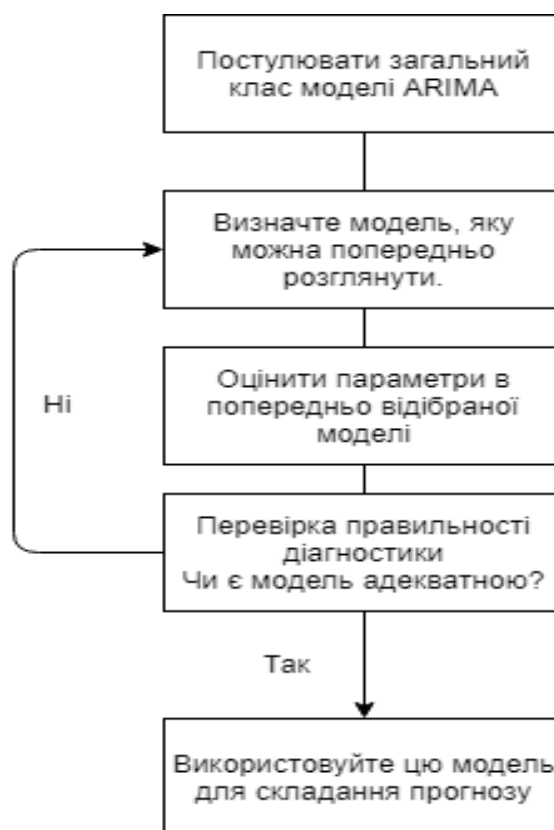 Постулювати загальний
клас моделі ARIMA
Визначте модель, яку
можна попередньо
розглянути.
Оцінити параметри в
попередньо відібраної
моделі
Ні
Перевірка правильності
діагностики
Чи є модель адекватною?
Так
Використовуйте цю модель
для складання прогнозу